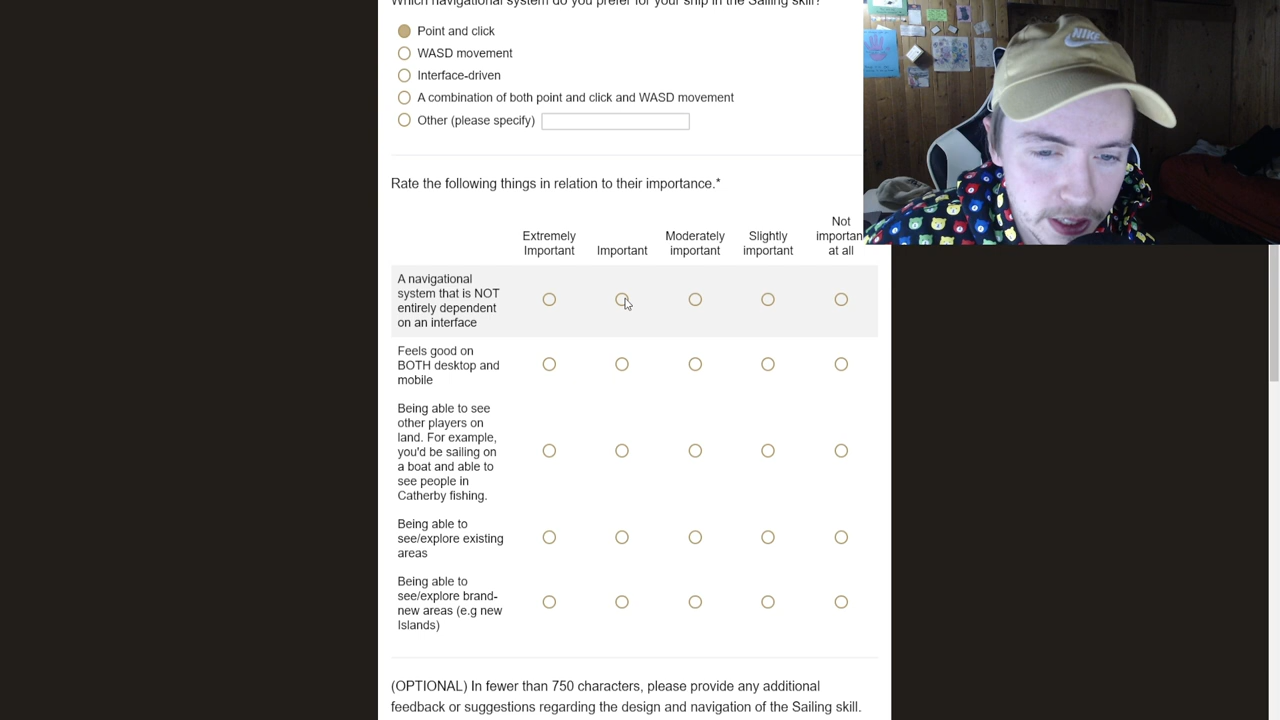 Which navigational system do you prefer for your ship in the Sailing skill?
Point and click
WASD movement
Interface-driven
A combination of both point and click and WASD movement
Other (please specify)
Rate the following things in relation to their importance.*
Extremely Important
Important
Moderately important
Slightly important
Not important at all
A navigational
system that is NOT
entirely dependent
on an interface
Feels good on
BOTH desktop and
mobile
Being able to see
other players on
land. For example,
you'd be sailing on
a boat and able to
see people in
Catherby fishing.
Being able to
see/explore existing
areas
Being able to
see/explore brand-
new areas (e.g new
Islands)
(OPTIONAL) In fewer than 750 characters, please provide any additional
feedback or suggestions regarding the design and navigation of the Sailing skill.
NIKE